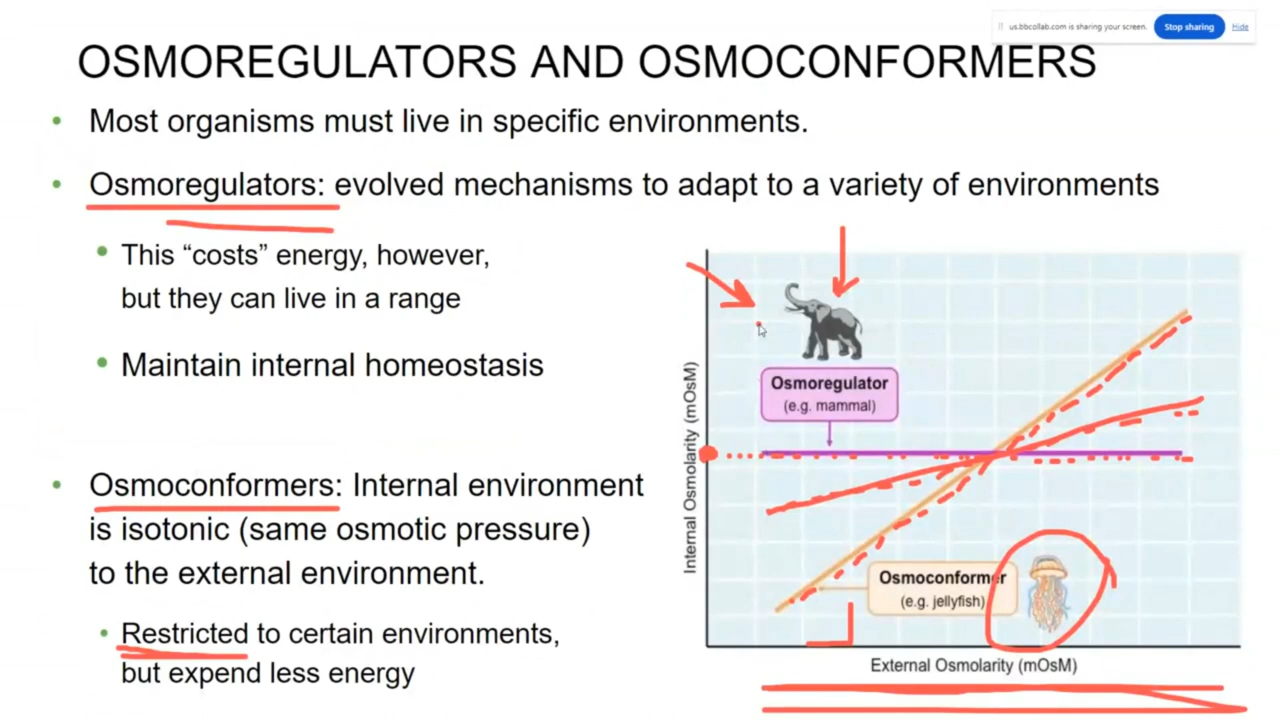 us.bbcollab.com is sharing your screen. Stop sharing Hide
OSMOREGULATORS AND OSMOCONFORMERS
• Most organisms must live in specific environments.
• Osmoregulators: evolved mechanisms to adapt to a variety of environments
• This “costs” energy, however,
but they can live in a range
• Maintain internal homeostasis
• Osmoconformers: Internal environment
is isotonic (same osmotic pressure)
to the external environment.
• Restricted to certain environments,
but expend less energy
Internal Osmolarity (mOsM)
Osmoregulator
(e.g. mammal)
Osmoconformer
(e.g. jellyfish)
External Osmolarity (mOsM)